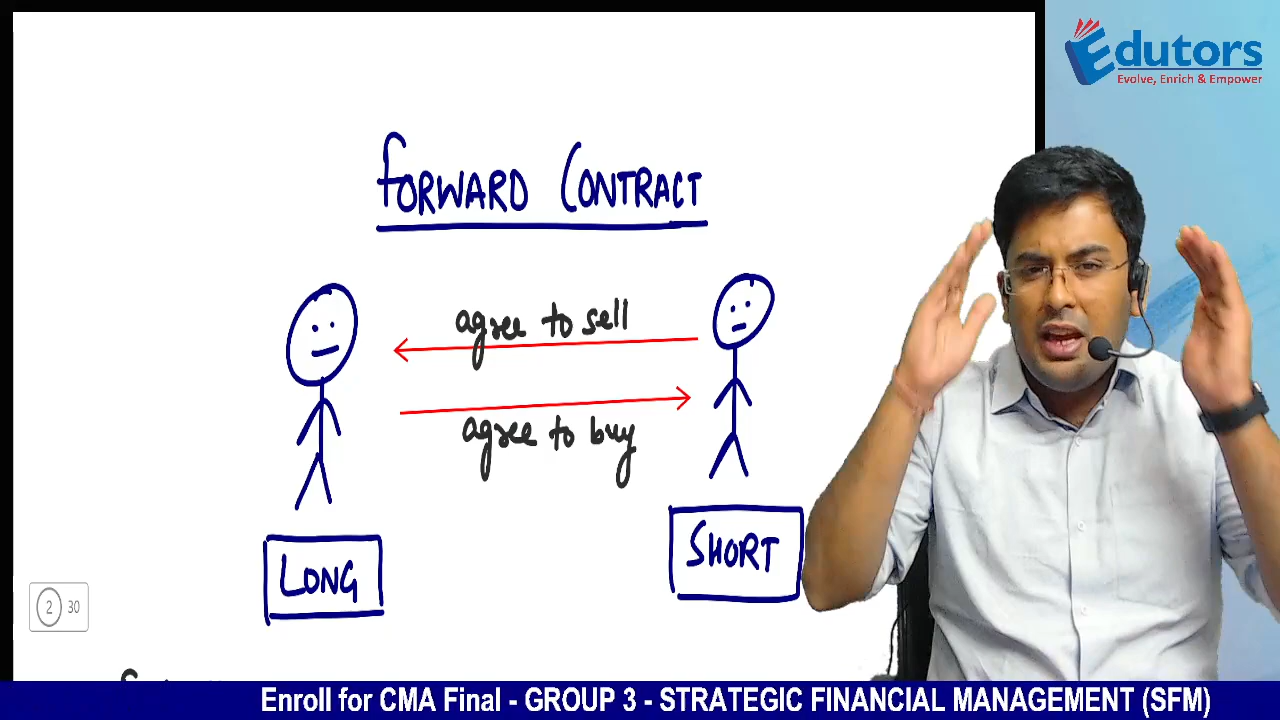 Edutors
Evolve, Enrich & Empower
FORWARD CONTRACT
agree to sell
agree to buy
LONG
SHORT
2 30
Enroll for CMA Final - GROUP 3 - STRATEGIC FINANCIAL MANAGEMENT (SFM)